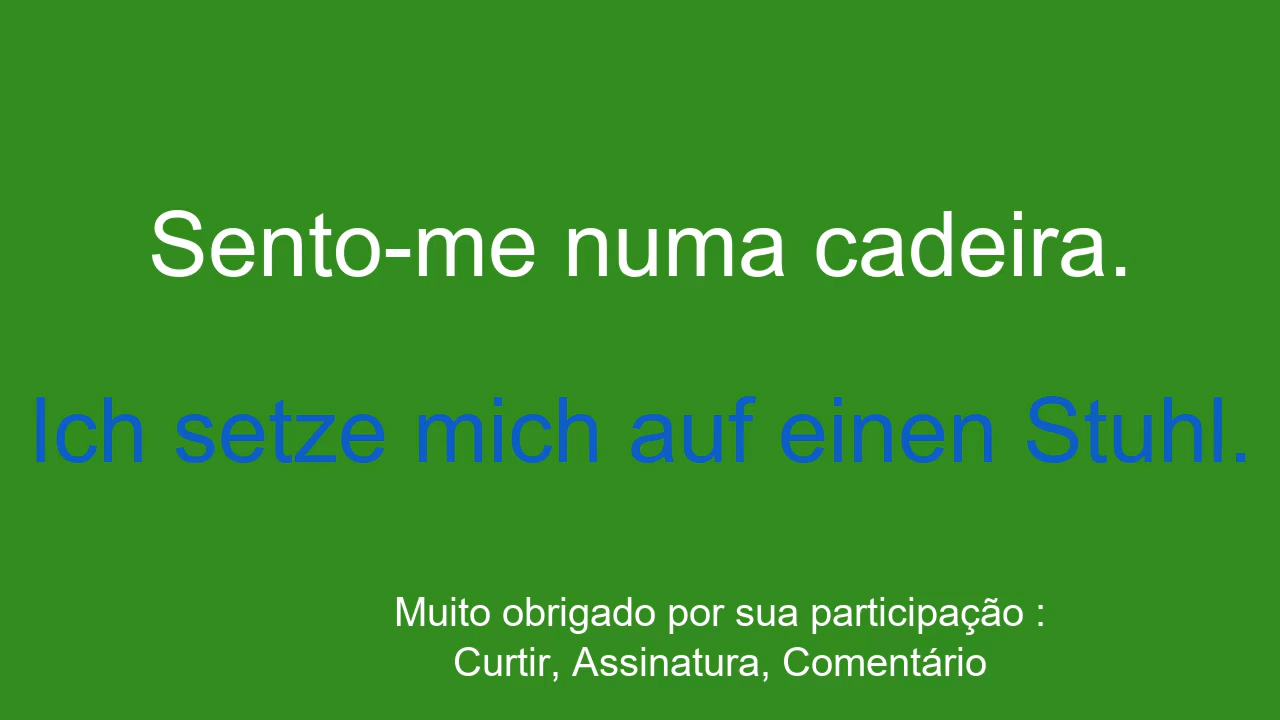 Sento-me numa cadeira.
Ich setze mich auf einen Stuhl.
Muito obrigado por sua participação :
Curtir, Assinatura, Comentário